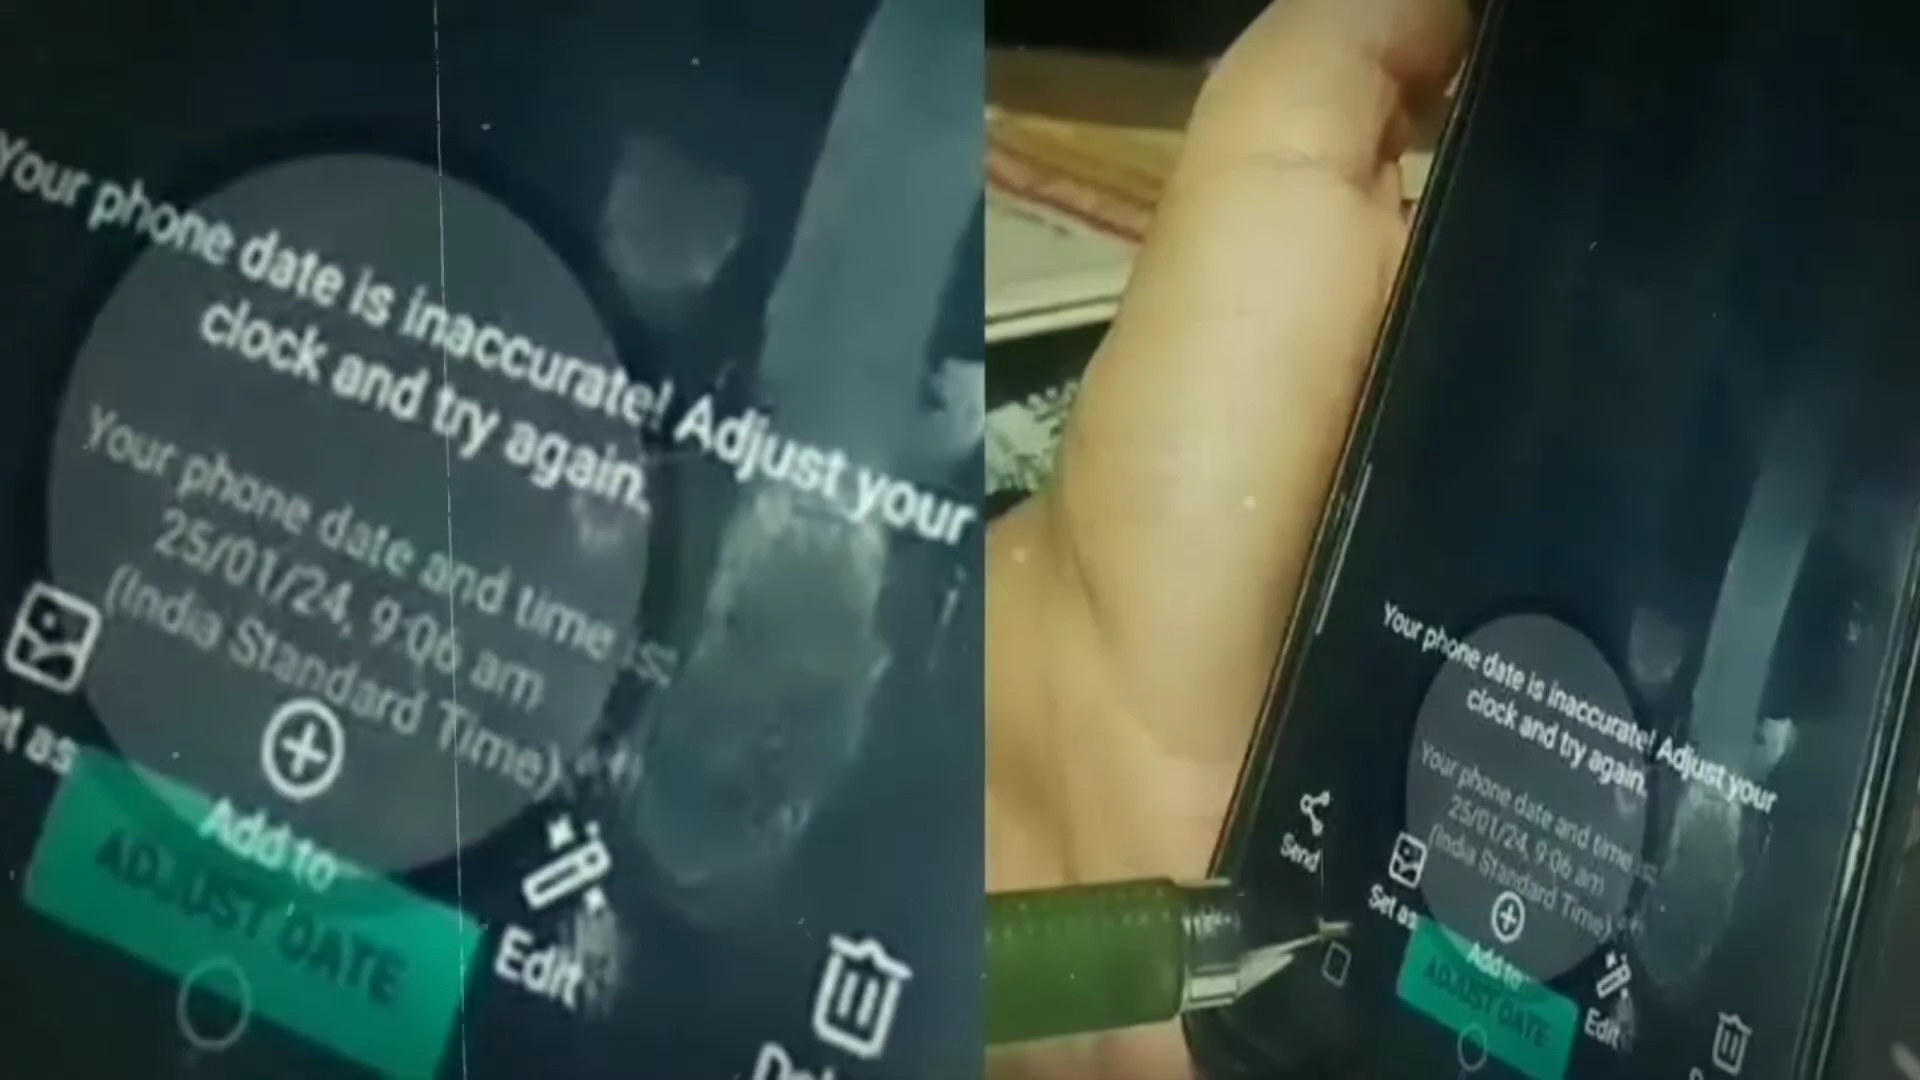 Your phone date is inaccurate! Adjust your
clock and try again.
Your phone date and time is:
25/01/24, 9:06 am
(India Standard Time)
Set as
Add to
ADJUST DATE
Edit
Your phone date is inaccurate! Adjust your
clock and try again.
Your phone date and time is:
25/01/24, 9:06 am
(India Standard Time)
Send
Set as
Add to
ADJUST DATE
Edit